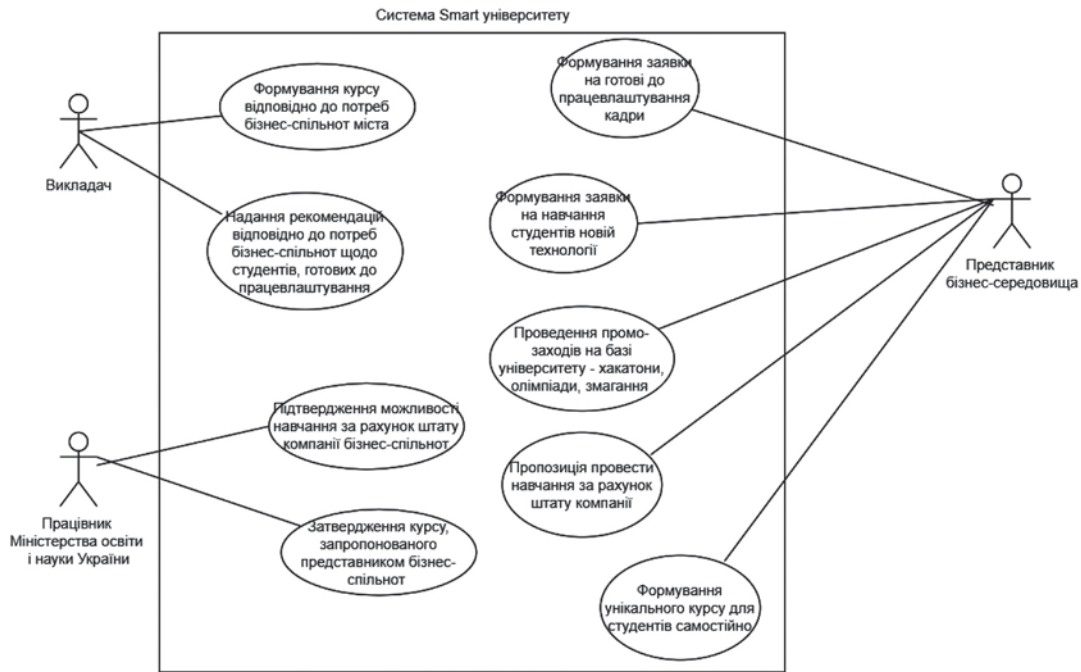 Система Smart університету
Формування курсу
відповідно до потреб
бізнес-спільнот міста
Викладач
Надання рекомендацій
відповідно до потреб
бізнес-спільнот щодо
студентів, готових до
працевлаштування
Підтвердження можливості
навчання за рахунок штату
компанії бізнес-спільнот
Працівник
Міністерства освіти
і науки України
Затвердження курсу,
запропонованого
представником бізнес-
спільнот
Формування заявки
на готові до
працевлаштування
кадри
Формування заявки
на навчання
студентів новій
технології
Представник
бізнес-середовища
Проведення промо-
заходів на базі
університету - хакатони,
олімпіади, змагання
Пропозиція провести
навчання за рахунок
штату компанії
Формування
унікального курсу для
студентів самостійно